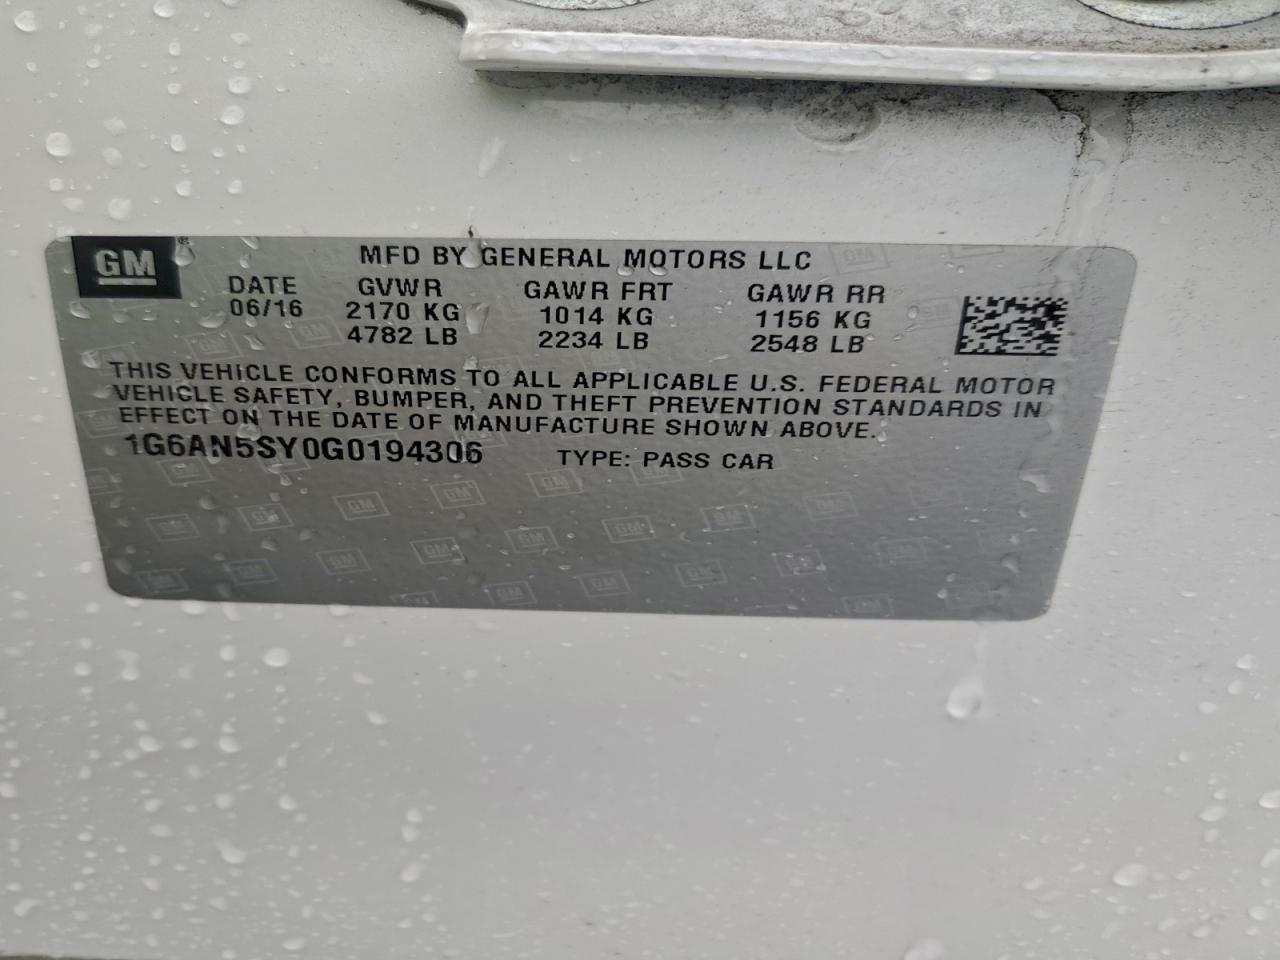 GM
MFD BY GENERAL MOTORS LLC
DATE GVWR GAWR FRT GAWR RR
06/16 2170 KG 1014 KG 1156 KG
4782 LB 2234 LB 2548 LB
THIS VEHICLE CONFORMS TO ALL APPLICABLE U.S. FEDERAL MOTOR
VEHICLE SAFETY, BUMPER, AND THEFT PREVENTION STANDARDS IN
EFFECT ON THE DATE OF MANUFACTURE SHOWN ABOVE.
1G6AN5SY0G0194306 TYPE: PASS CAR